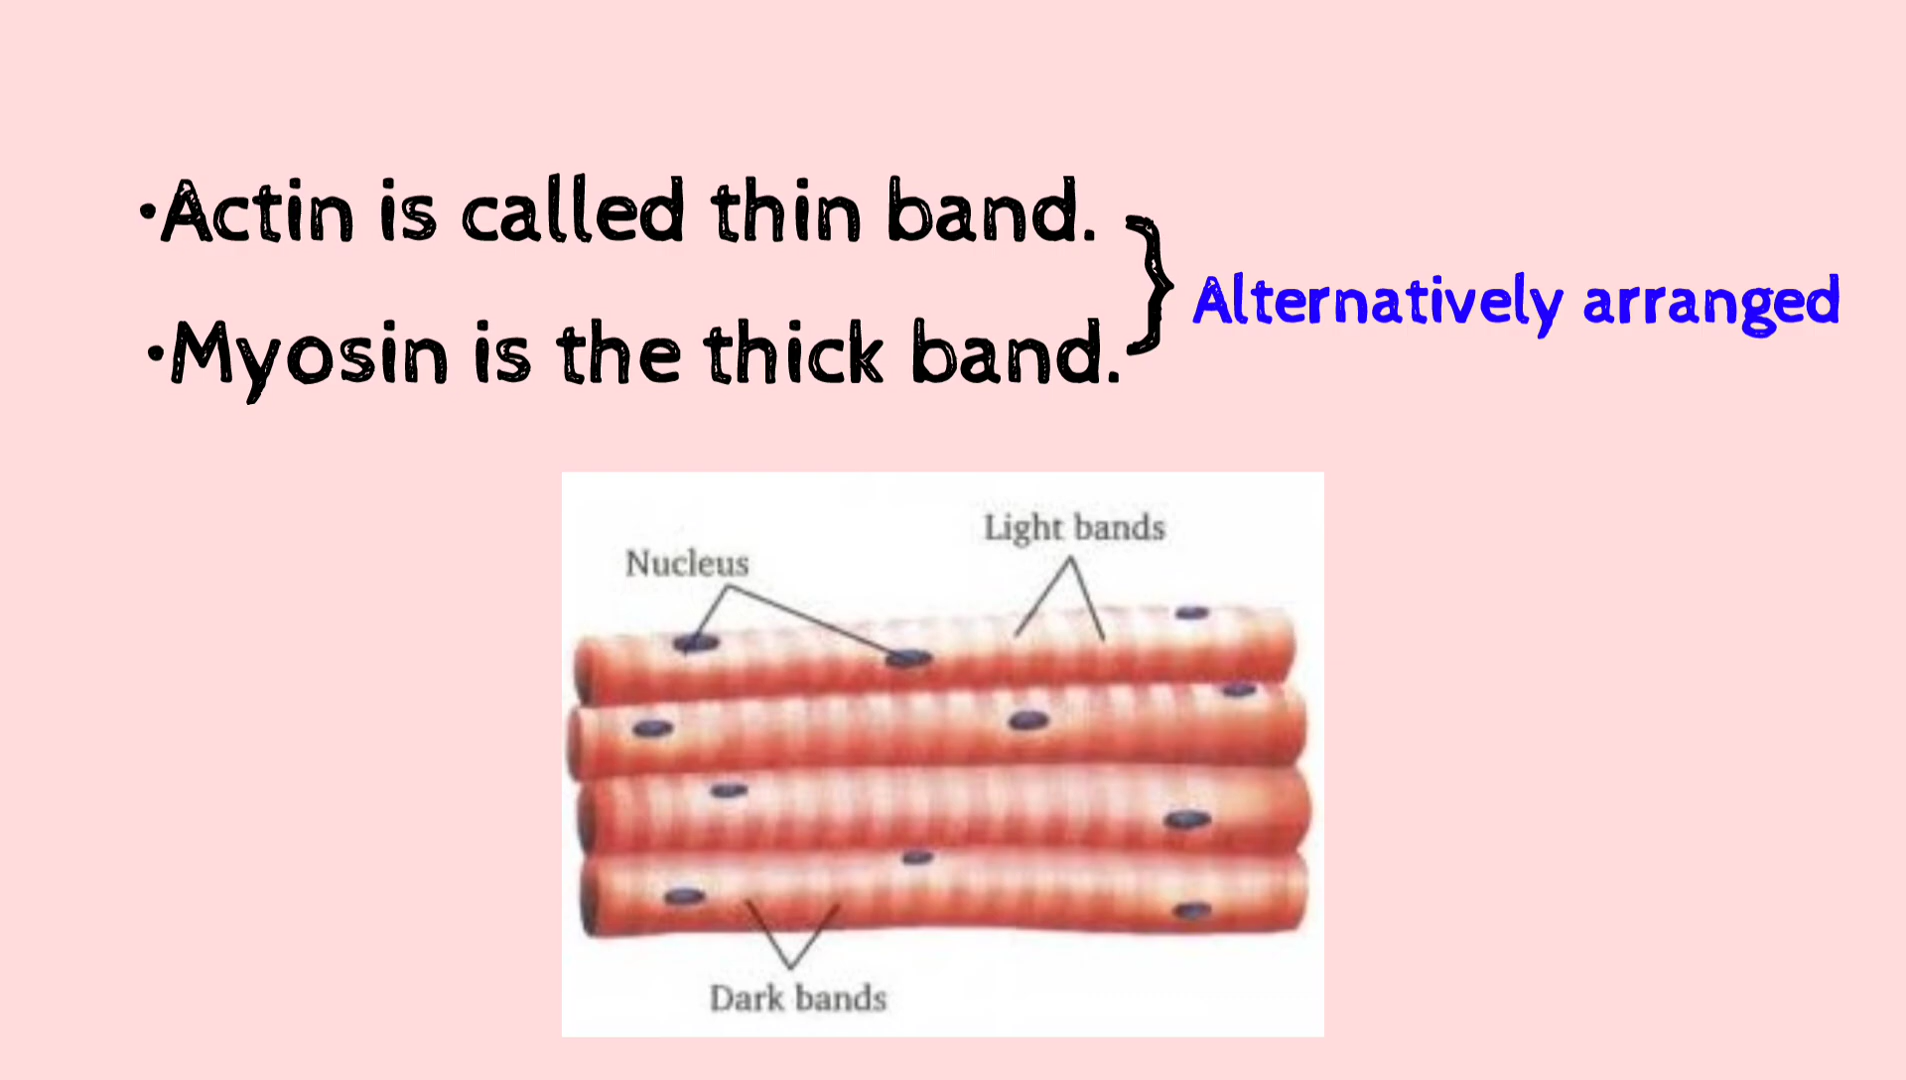 •Actin is called thin band.
•Myosin is the thick band.
} Alternatively arranged
Light bands
Nucleus
Dark bands